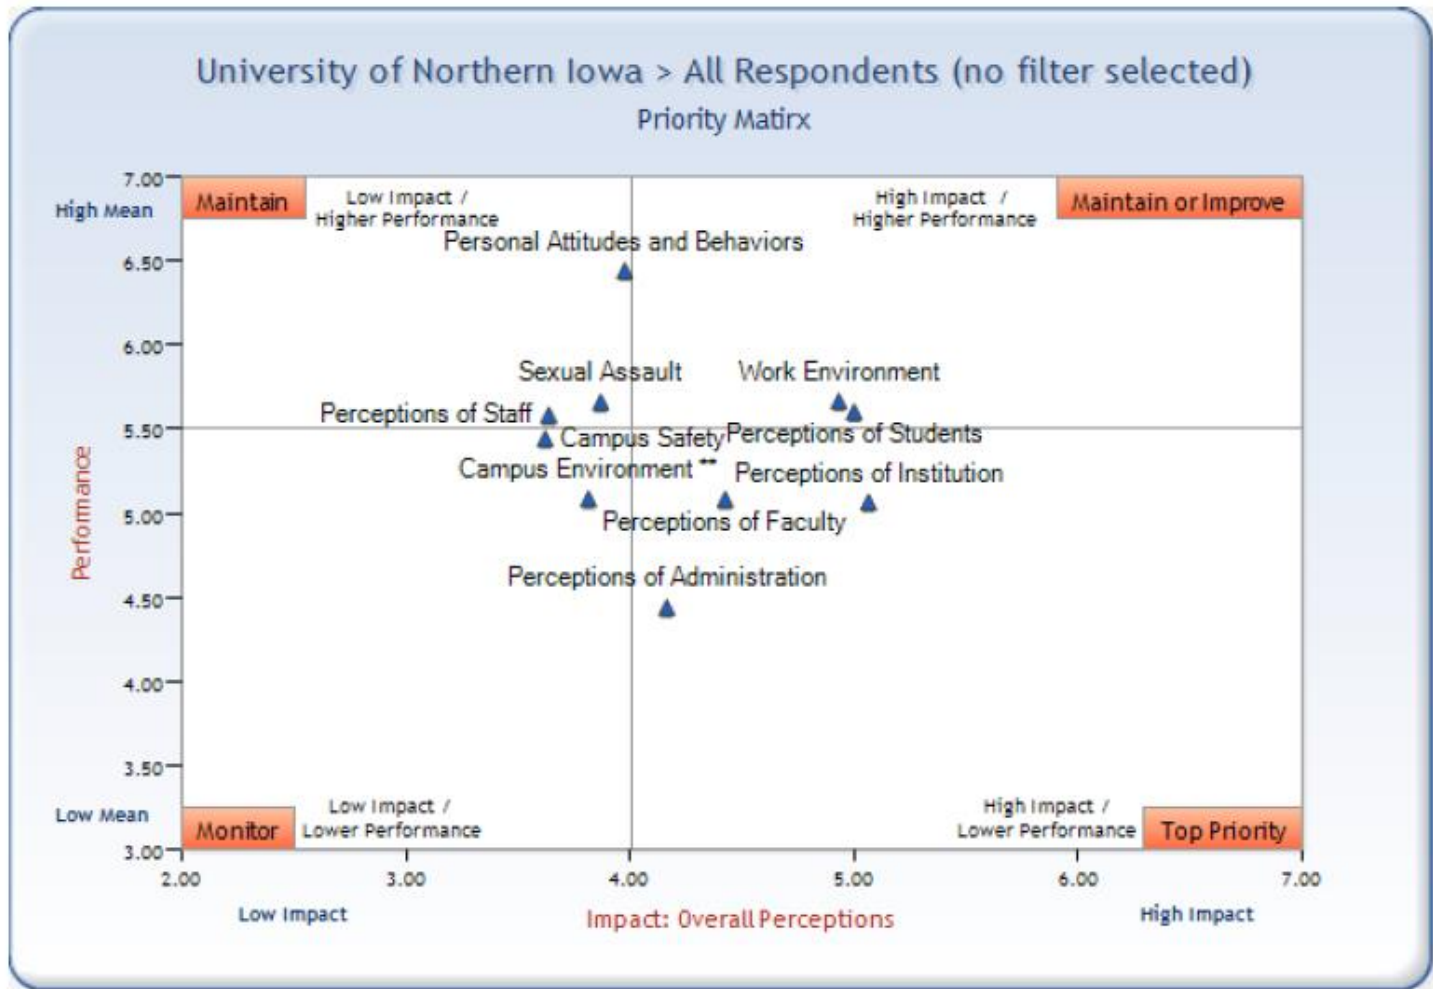 University of Northern Iowa > All Respondents (no filter selected)
Priority Matirx
7.00
High Mean
Maintain
Low Impact /
Higher Performance
High Impact /
Higher Performance
Maintain or Improve
Personal Attitudes and Behaviors
6.50
6.00
Sexual Assault
Work Environment
Perceptions of Staff
5.50
Campus Safety
Perceptions of Students
Campus Environment **
Perceptions of Institution
5.00
Perceptions of Faculty
Performance
Perceptions of Administration
4.50
4.00
3.50
Low Mean
Monitor
Low Impact /
Lower Performance
High Impact /
Lower Performance
Top Priority
3.00
2.00 3.00 4.00 5.00 6.00 7.00
Low Impact
Impact: Overall Perceptions
High Impact